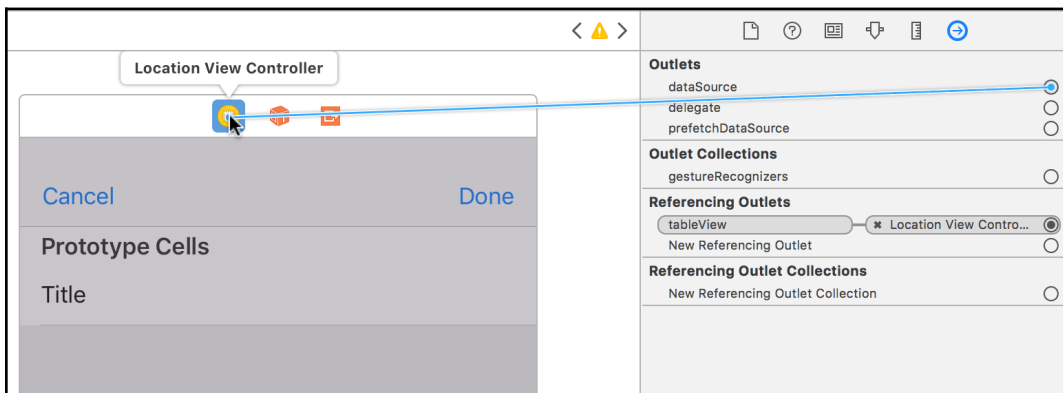 Location View Controller
Cancel
Done
Prototype Cells
Title
Outlets
dataSource
delegate
prefetchDataSource
Outlet Collections
gestureRecognizers
Referencing Outlets
tableView
Location View Contro...
New Referencing Outlet
Referencing Outlet Collections
New Referencing Outlet Collection